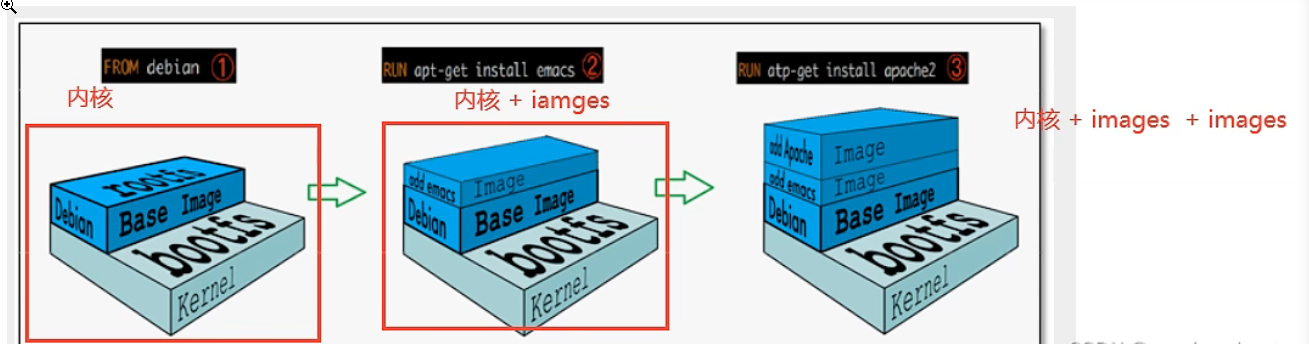 FROM debian ①
内核
rootfs
Debian
Base Image
bootfs
Kernel
RUN apt-get install emacs ②
内核 + iamges
add emacs
Image
Debian
Base Image
bootfs
Kernel
RUN atp-get install apache2 ③
内核 + images + images
add Apache
Image
add emacs
Image
Debian
Base Image
bootfs
Kernel